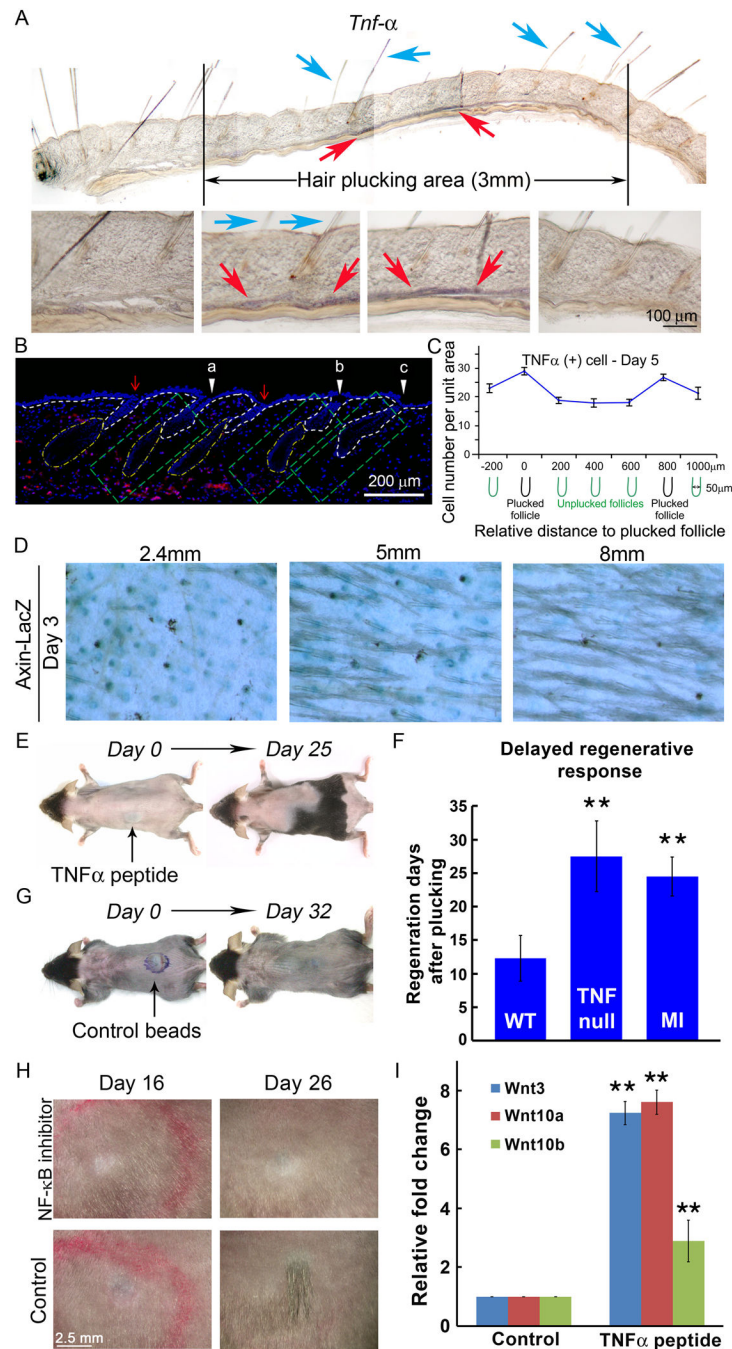 A
Tnf-α
Hair plucking area (3mm)
100 μm
B
a
b
c
200 μm
C
TNFα (+) cell - Day 5
Cell number per unit area
30
20
10
0
-200 0 200 400 600 800 1000μm
50μm
Plucked follicle
Unplucked follicles
Plucked follicle
Relative distance to plucked follicle
D
2.4mm 5mm 8mm
Axin-LacZ
Day 3
E
Day 0 Day 25
TNFα peptide
F
Delayed regenerative
response
Regenration days
after plucking
35
30
25
20
15
10
5
0
**
**
WT
TNF
null
MI
G
Day 0 Day 32
Control beads
H
Day 16 Day 26
NF-κB inhibitor
Control
2.5 mm
I
Relative fold change
8
6
4
2
0
Wnt3
Wnt10a
Wnt10b
** **
**
Control TNFα peptide